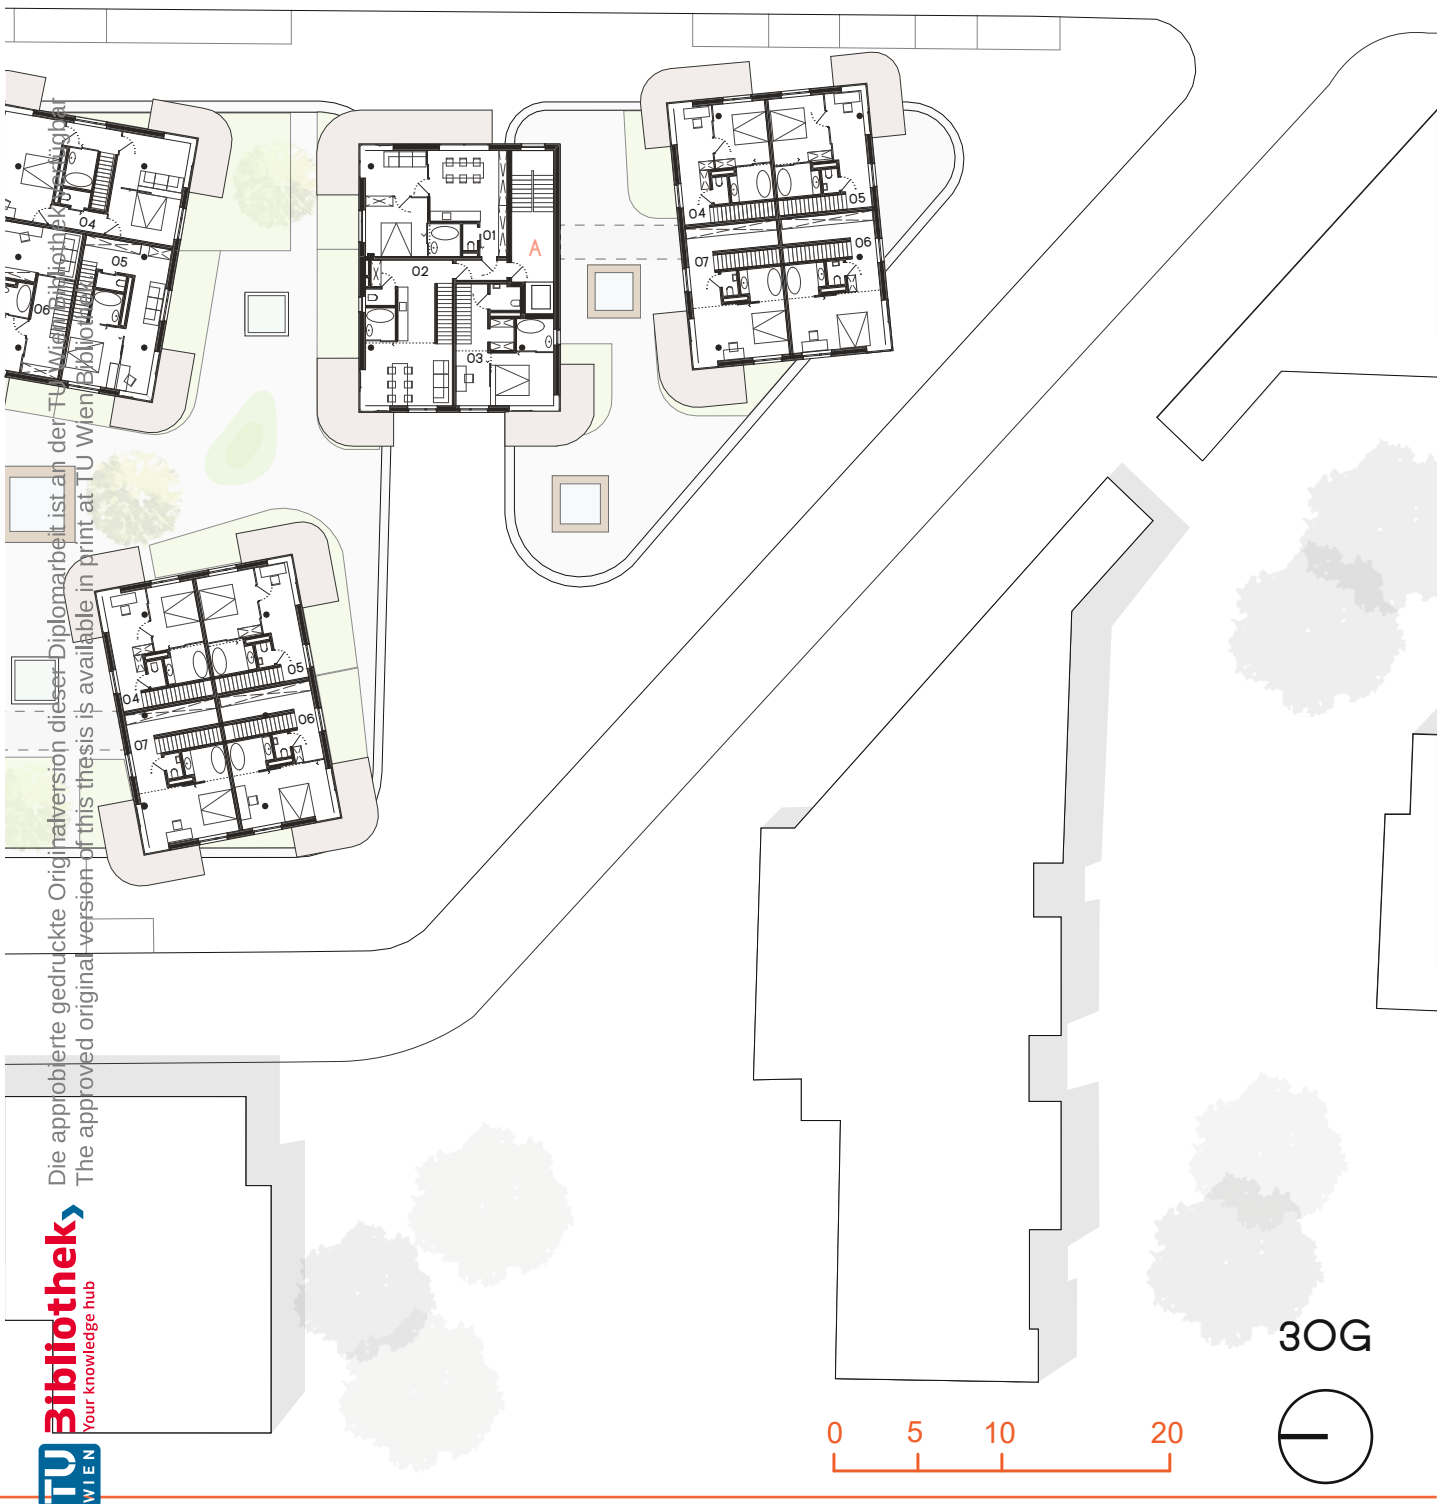 04
05
06
01
A
02
03
04
05
06
07
04
05
06
07
Die approbierte gedruckte Originalversion dieser Diplomarbeit ist an der TU Wien Bibliothek verfügbar
The approved original version of this thesis is available in print at TU Wien Bibliothek.
TU
WIEN
Bibliothek
Your knowledge hub
3OG
0 5 10 20